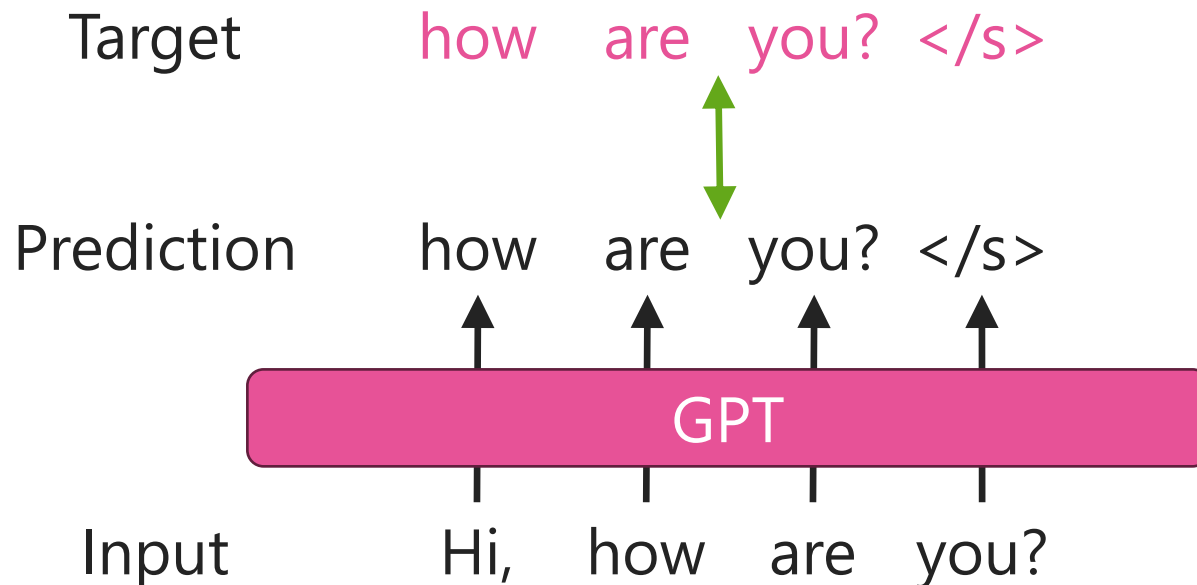 Target how are you? </s>
Prediction how are you? </s>
GPT
Input Hi, how are you?